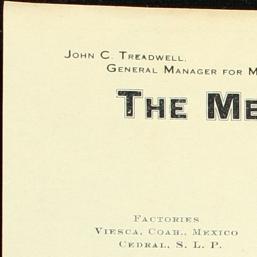 John C. Treadwell,
General Manager for M
The Me
Factories
Viesca, Coah., Mexico
Cedral, S. L. P.